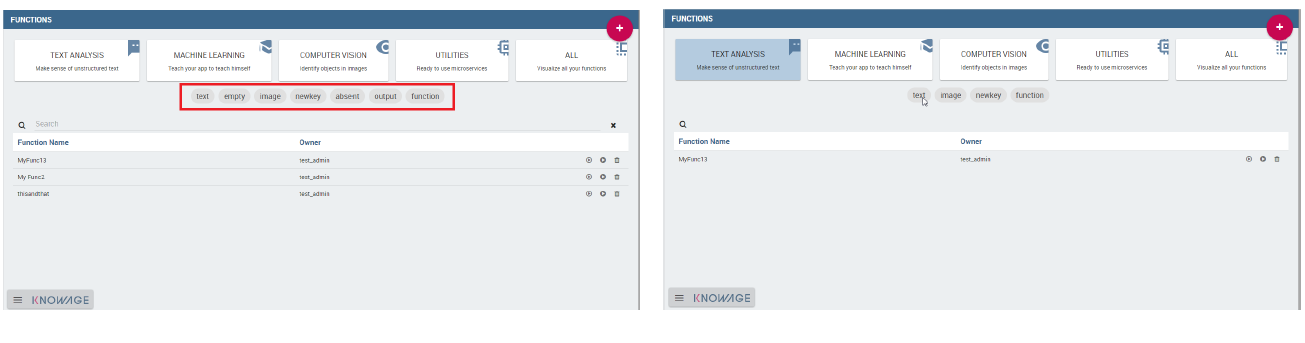 FUNCTIONS
+
TEXT ANALYSIS
Make sense of unstructured text
MACHINE LEARNING
Teach your app to teach himself
COMPUTER VISION
Identify objects in images
UTILITIES
Ready to use microservices
ALL
Visualize all your functions
text empty image newkey absent output function
Search
Function Name Owner
MyFunc13 test_admin
My Func2 test_admin
thisandthat test_admin
KNOWAGE
FUNCTIONS
+
TEXT ANALYSIS
Make sense of unstructured text
MACHINE LEARNING
Teach your app to teach himself
COMPUTER VISION
Identify objects in images
UTILITIES
Ready to use microservices
ALL
Visualize all your functions
text image newkey function
Function Name Owner
MyFunc13 test_admin
KNOWAGE